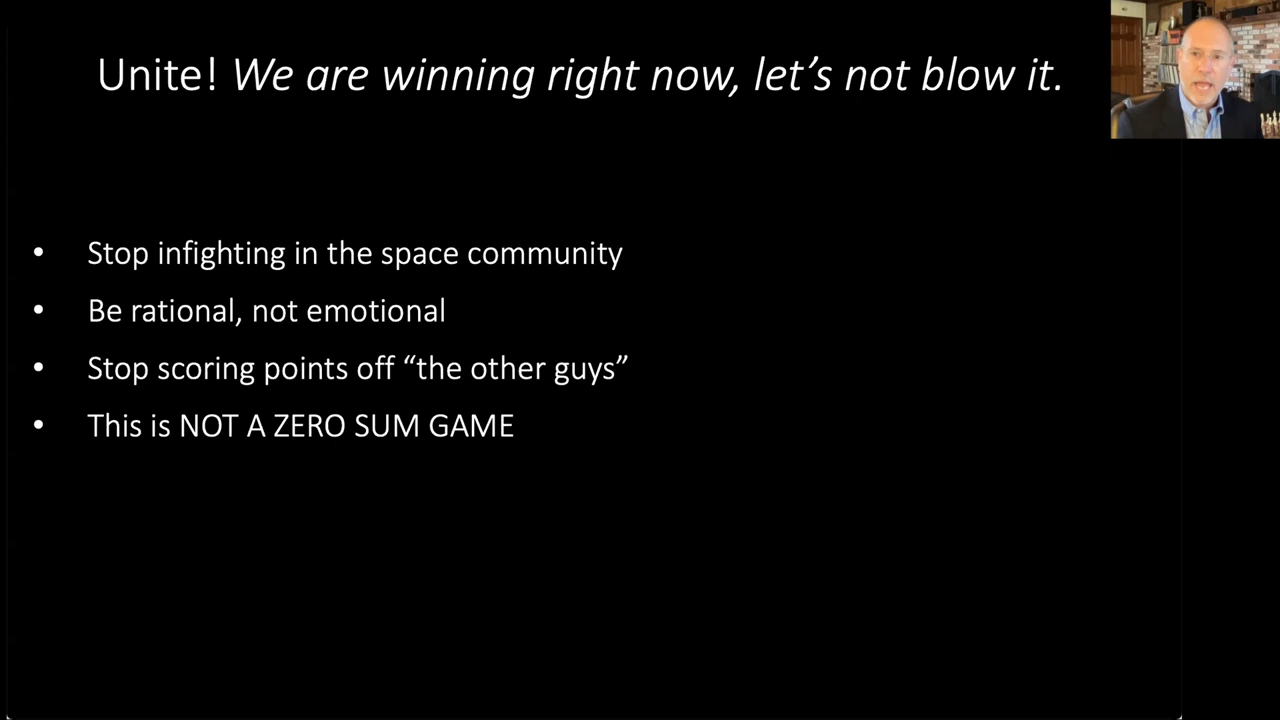 Unite! We are winning right now, let’s not blow it.
• Stop infighting in the space community
• Be rational, not emotional
• Stop scoring points off “the other guys”
• This is NOT A ZERO SUM GAME